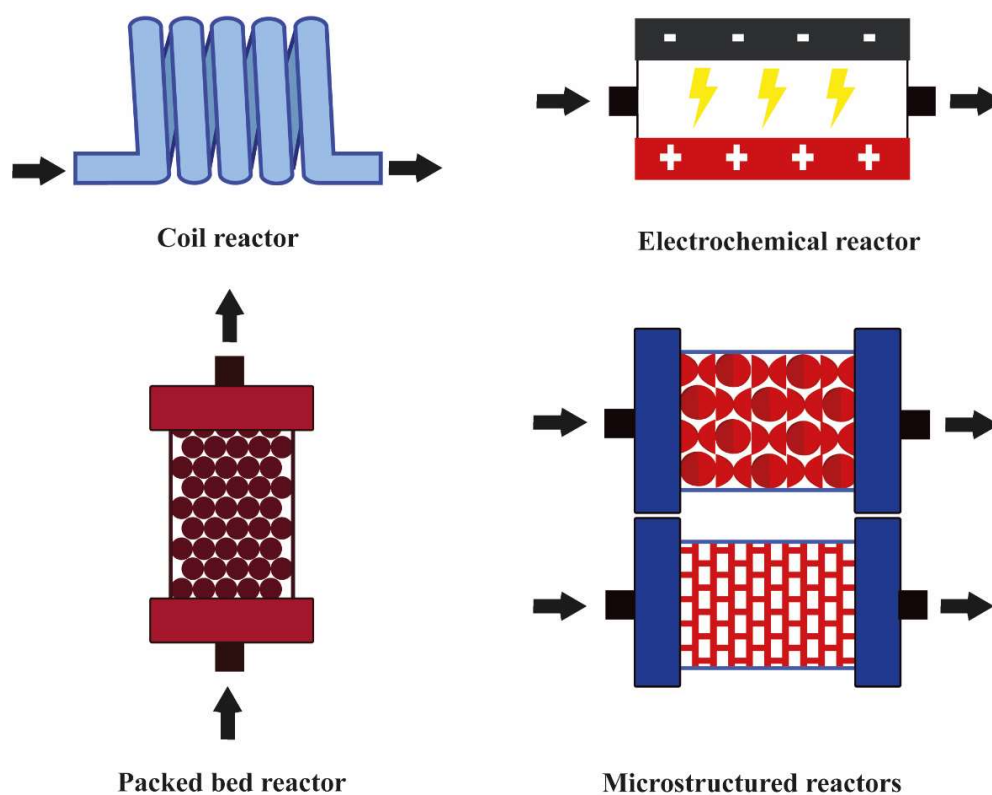 Coil reactor
Electrochemical reactor
Packed bed reactor
Microstructured reactors